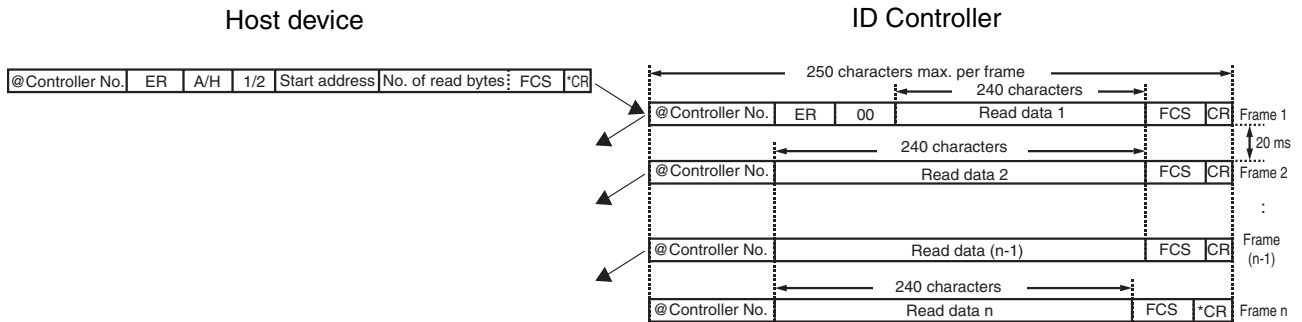 Host device
ID Controller
@Controller No. ER A/H 1/2 Start address No. of read bytes FCS *CR
250 characters max. per frame
240 characters
@Controller No. ER 00 Read data 1 FCS CR Frame 1
20 ms
240 characters
@Controller No. Read data 2 FCS CR Frame 2
:
@Controller No. Read data (n-1) FCS CR Frame
(n-1)
240 characters
@Controller No. Read data n FCS *CR Frame n